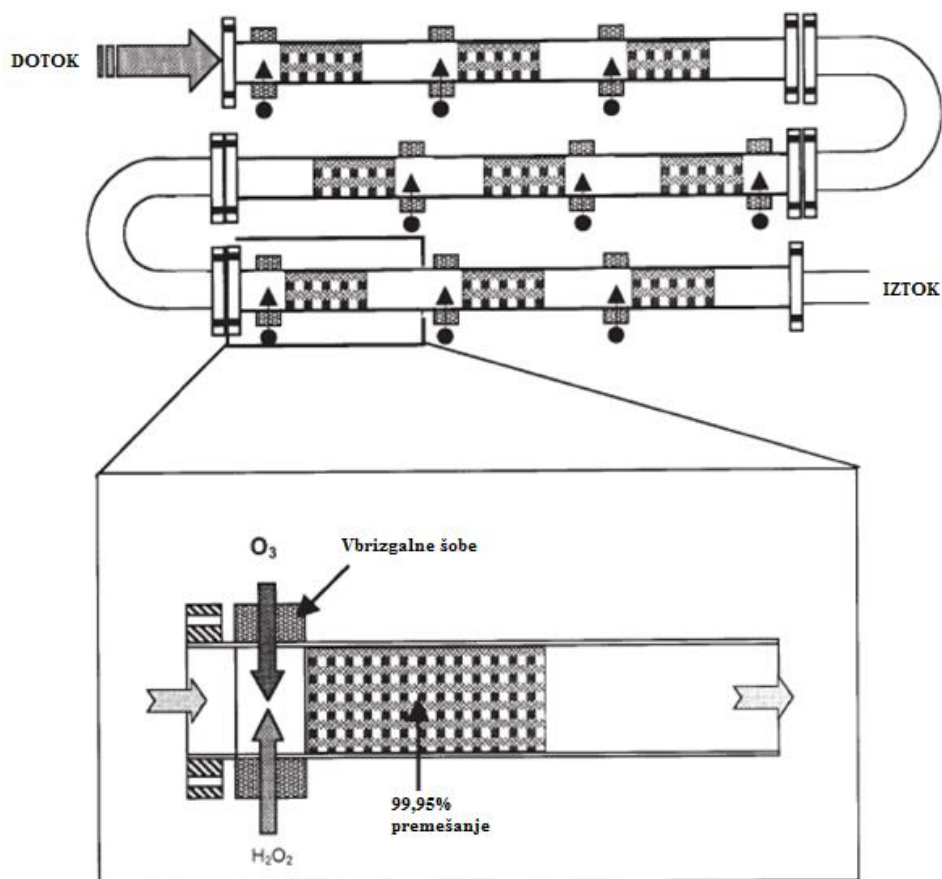 DOTOK
IZTOK
O₃
Vbrizgalne šobe
99,95%
premešanje
H₂O₂